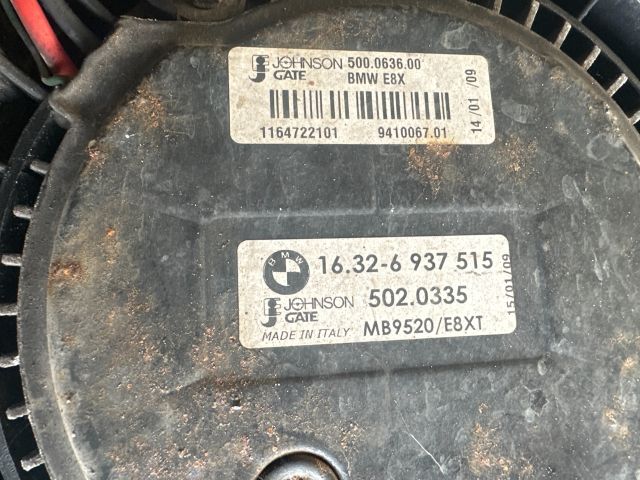 JOHNSON GATE 500.0636.00
BMW E8X
1164722101 9410067.01
14/01 /09
BMW 16.32-6 937 515
JOHNSON GATE 502.0335
MADE IN ITALY MB9520/E8XT
15/01/09